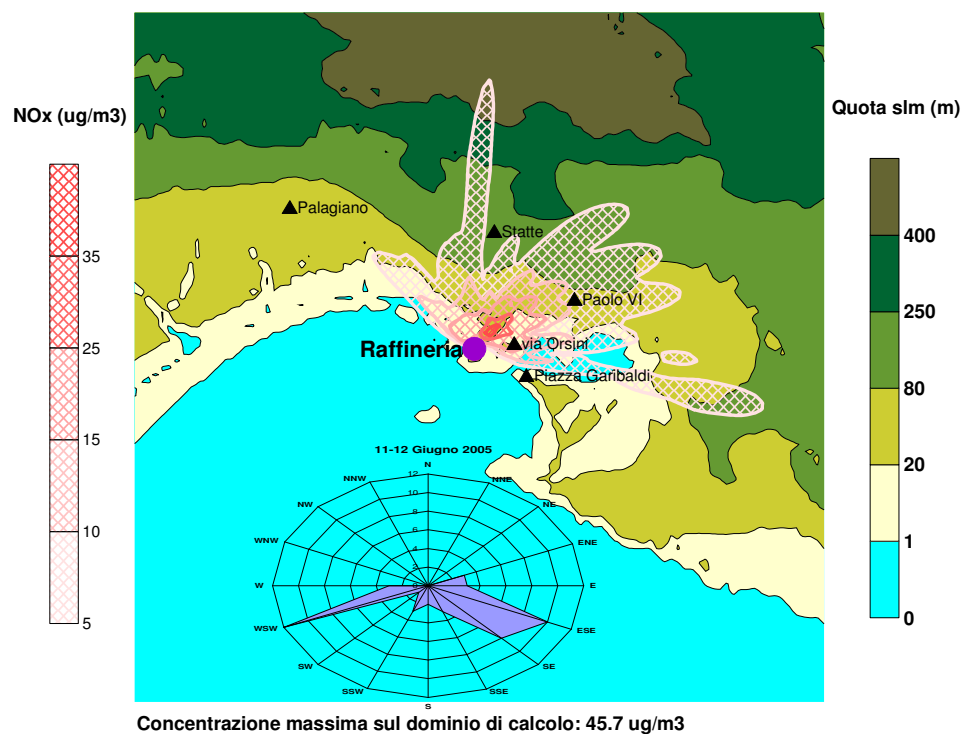 NOx (ug/m3)
35
25
15
10
5
Quota slm (m)
400
250
80
20
1
0
Palagiano
Statte
Paolo VI
via Orsini
Raffineria
Piazza Garibaldi
11-12 Giugno 2005
N
NNE
NE
ENE
E
ESE
SE
SSE
S
SSW
SW
WSW
W
WNW
NW
NNW
12
10
8
6
4
2
0
Concentrazione massima sul dominio di calcolo: 45.7 ug/m3